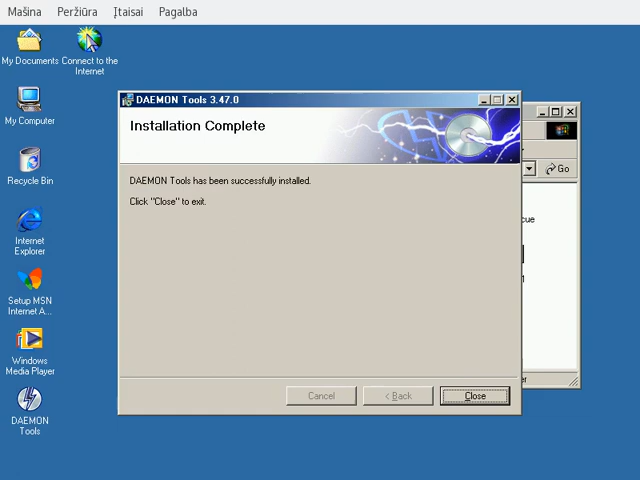 Mašina Peržiūra Įtaisai Pagalba
My Documents
Connect to the
Internet
My Computer
Recycle Bin
Internet
Explorer
Setup MSN
Internet A...
Windows
Media Player
DAEMON
Tools
DAEMON Tools 3.47.0
Installation Complete
DAEMON Tools has been successfully installed.
Click "Close" to exit.
Cancel
< Back
Close
Go